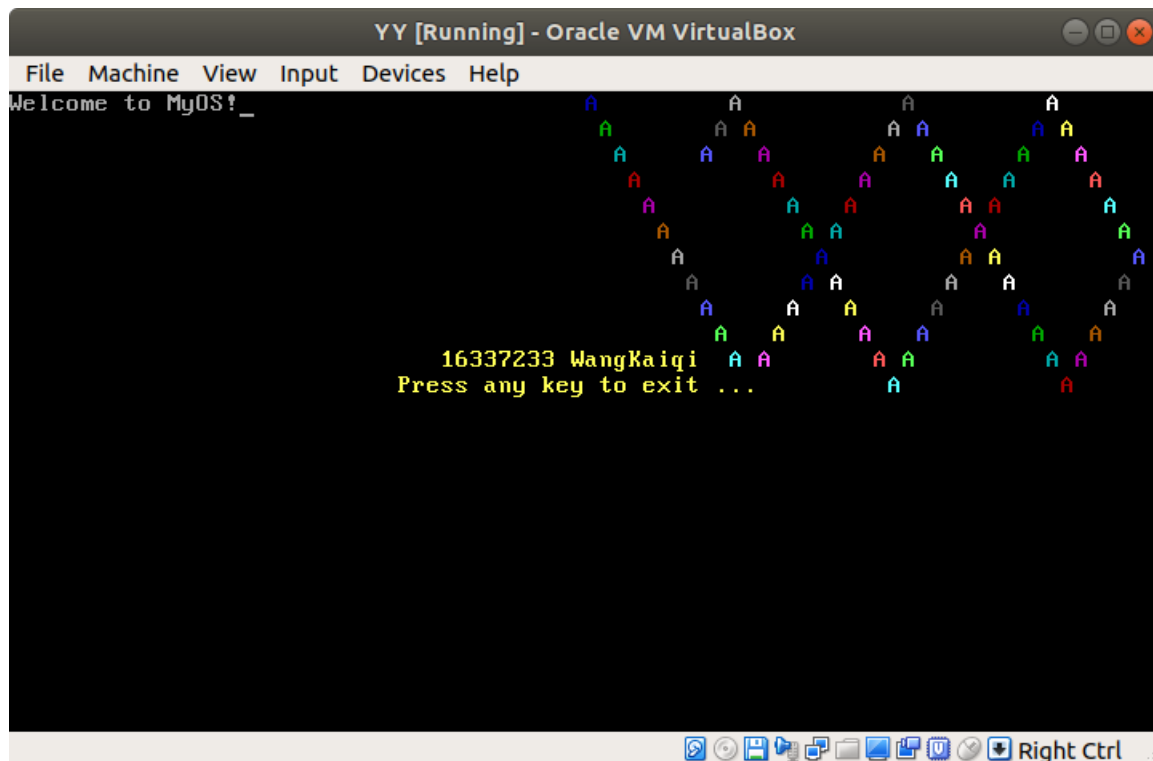 YY [Running] - Oracle VM VirtualBox
File Machine View Input Devices Help
Welcome to MyOS!_ A A A A
A A A A A A A
A A A A A A A
A A A A A A
A A A A A A
A A A A A
A A A A A
A A A A A A
A A A A A A
A A A A A A
16337233 WangKaiqi A A A A A A
Press any key to exit ... A A
Right Ctrl